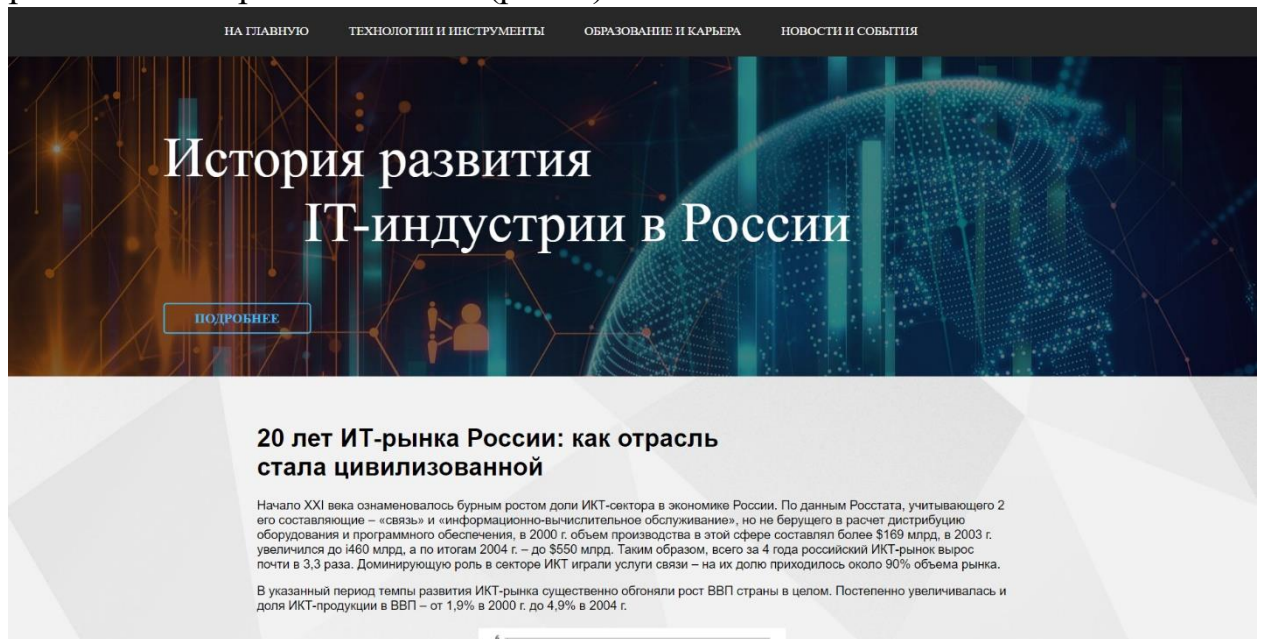 НА ГЛАВНУЮ ТЕХНОЛОГИИ И ИНСТРУМЕНТЫ ОБРАЗОВАНИЕ И КАРЬЕРА НОВОСТИ И СОБЫТИЯ
История развития
IT-индустрии в России
ПОДРОБНЕЕ
20 лет ИТ-рынка России: как отрасль
стала цивилизованной
Начало XXI века ознаменовалось бурным ростом доли ИКТ-сектора в экономике России. По данным Росстата, учитывающего 2
его составляющие – «связь» и «информационно-вычислительное обслуживание», но не берущего в расчет дистрибуцию
оборудования и программного обеспечения, в 2000 г. объем производства в этой сфере составлял более $169 млрд, в 2003 г.
увеличился до i460 млрд, а по итогам 2004 г. – до $550 млрд. Таким образом, всего за 4 года российский ИКТ-рынок вырос
почти в 3,3 раза. Доминирующую роль в секторе ИКТ играли услуги связи – на их долю приходилось около 90% объема рынка.
В указанный период темпы развития ИКТ-рынка существенно обгоняли рост ВВП страны в целом. Постепенно увеличивалась и
доля ИКТ-продукции в ВВП – от 1,9% в 2000 г. до 4,9% в 2004 г.